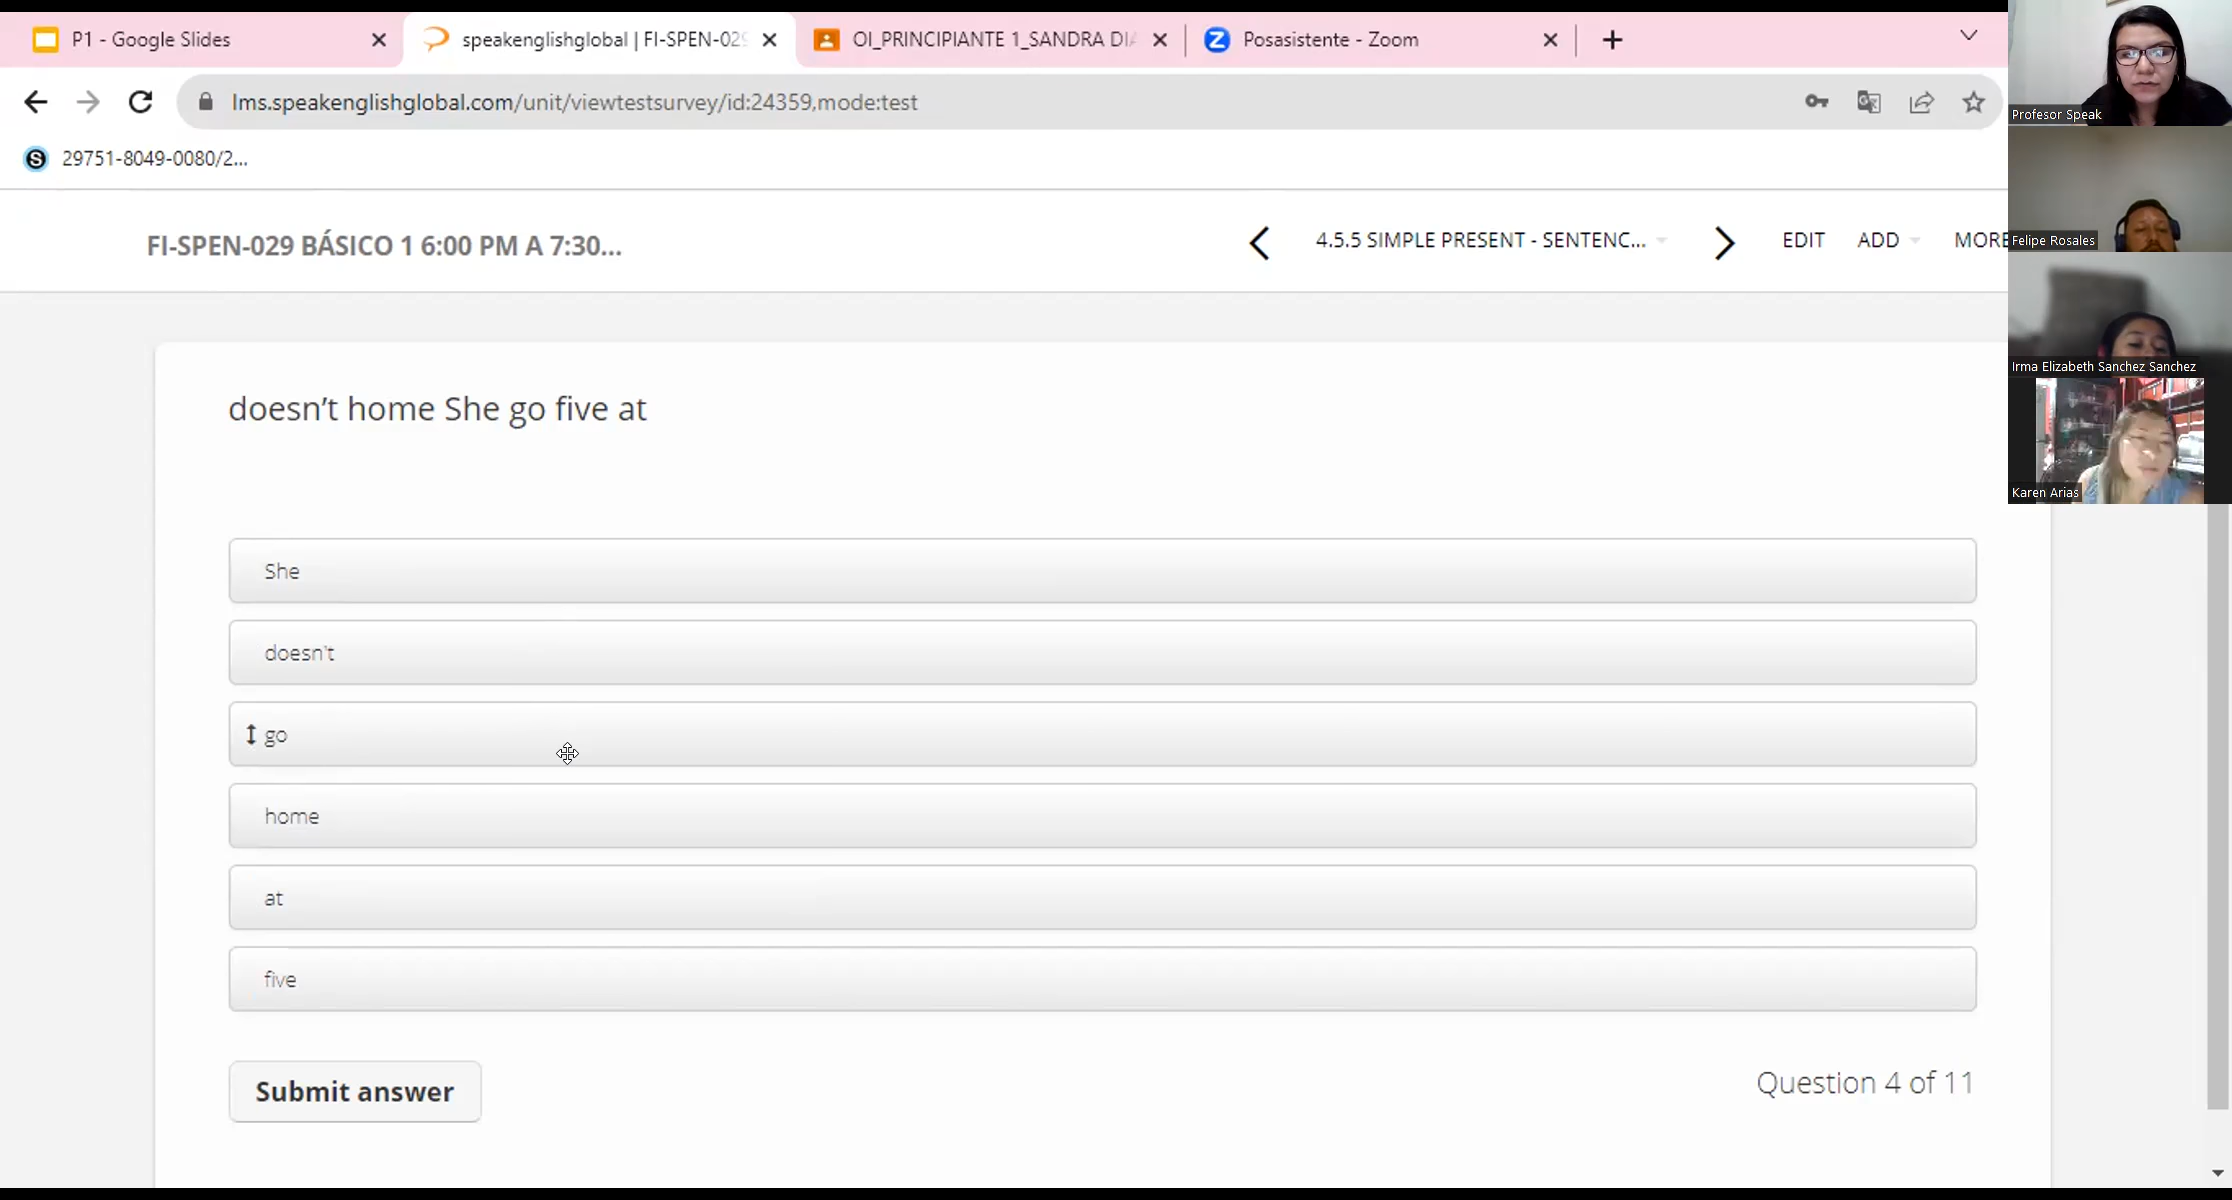 P1 - Google Slides
speakenglishglobal | FI-SPEN-029
OI_PRINCIPIANTE 1_SANDRA DIA
Posasistente - Zoom
lms.speakenglishglobal.com/unit/viewtestsurvey/id:24359,mode:test
29751-8049-0080/2...
FI-SPEN-029 BÁSICO 1 6:00 PM A 7:30...
4.5.5 SIMPLE PRESENT - SENTENC...
EDIT
ADD
MORE
Profesor Speak
Felipe Rosales
Irma Elizabeth Sanchez Sanchez
Karen Arias
doesn’t home She go five at
She
doesn't
go
home
at
five
Submit answer
Question 4 of 11